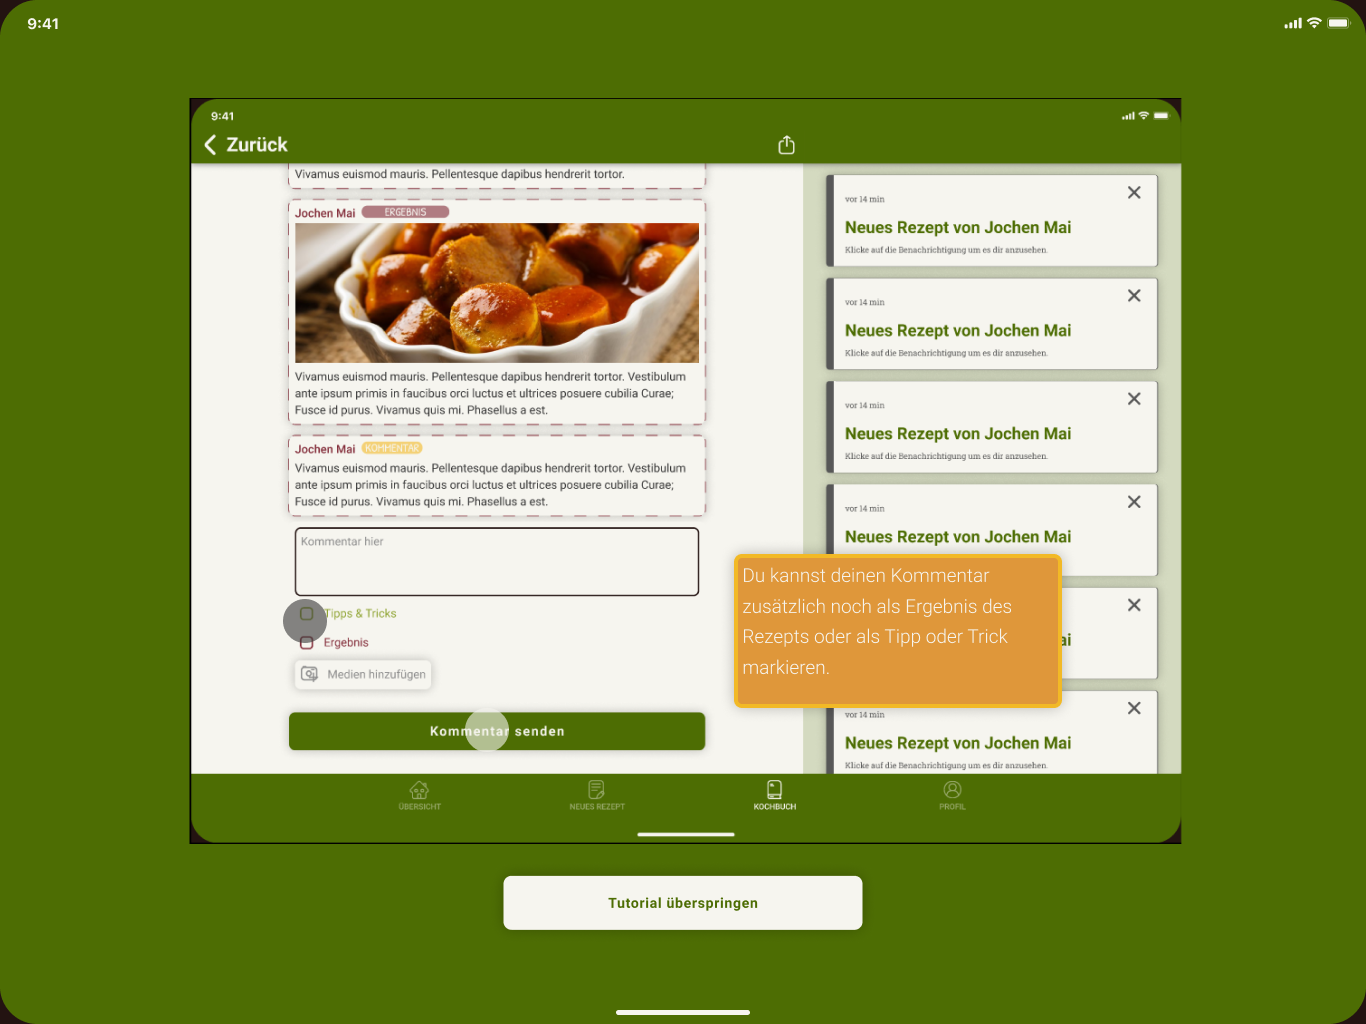 9:41
9:41
Zurück
Vivamus euismod mauris. Pellentesque dapibus hendrerit tortor.
Jochen Mai ERGEBNIS
Vivamus euismod mauris. Pellentesque dapibus hendrerit tortor. Vestibulum
ante ipsum primis in faucibus orci luctus et ultrices posuere cubilia Curae;
Fusce id purus. Vivamus quis mi. Phasellus a est.
Jochen Mai KOMMENTAR
Vivamus euismod mauris. Pellentesque dapibus hendrerit tortor. Vestibulum
ante ipsum primis in faucibus orci luctus et ultrices posuere cubilia Curae;
Fusce id purus. Vivamus quis mi. Phasellus a est.
Kommentar hier
Tipps & Tricks
Ergebnis
Medien hinzufügen
Kommentar senden
vor 14 min
Neues Rezept von Jochen Mai
Klicke auf die Benachrichtigung um es dir anzusehen.
vor 14 min
Neues Rezept von Jochen Mai
Klicke auf die Benachrichtigung um es dir anzusehen.
vor 14 min
Neues Rezept von Jochen Mai
Klicke auf die Benachrichtigung um es dir anzusehen.
vor 14 min
Neues Rezept von Jochen Mai
Du kannst deinen Kommentar
zusätzlich noch als Ergebnis des
Rezepts oder als Tipp oder Trick
markieren.
vor 14 min
Neues Rezept von Jochen Mai
Klicke auf die Benachrichtigung um es dir anzusehen.
ÜBERSICHT
NEUES REZEPT
KOCHBUCH
PROFIL
Tutorial überspringen